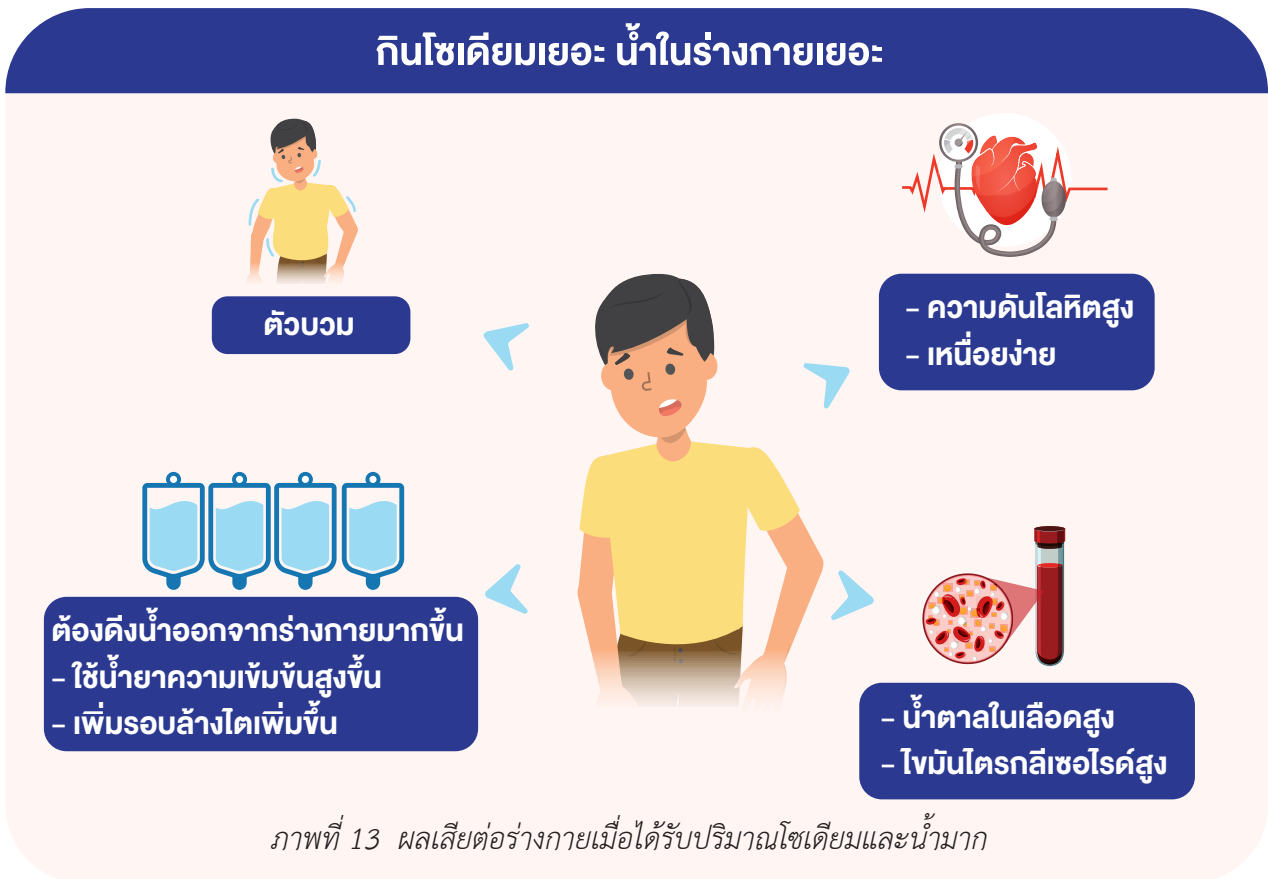 กินโซเดียมเยอะ น้ำในร่างกายเยอะ
ตัวบวม
- ความดันโลหิตสูง
- เหนื่อยง่าย
ต้องดึงน้ำออกจากร่างกายมากขึ้น
- ใช้น้ำยาความเข้มข้นสูงขึ้น
- เพิ่มรอบล้างไตเพิ่มขึ้น
- น้ำตาลในเลือดสูง
- ไขมันไตรกลีเซอไรด์สูง
ภาพที่ 13 ผลเสียต่อร่างกายเมื่อได้รับปริมาณโซเดียมและน้ำมาก